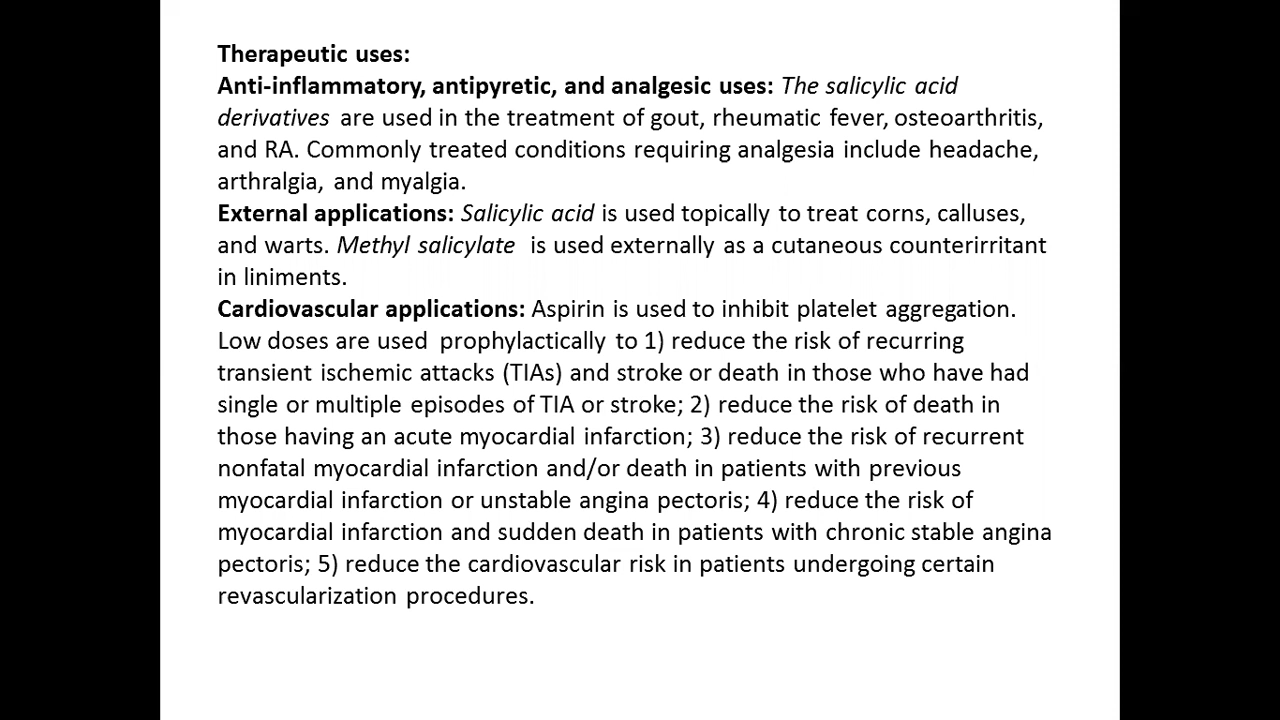 Therapeutic uses:
Anti-inflammatory, antipyretic, and analgesic uses: The salicylic acid
derivatives are used in the treatment of gout, rheumatic fever, osteoarthritis,
and RA. Commonly treated conditions requiring analgesia include headache,
arthralgia, and myalgia.
External applications: Salicylic acid is used topically to treat corns, calluses,
and warts. Methyl salicylate is used externally as a cutaneous counterirritant
in liniments.
Cardiovascular applications: Aspirin is used to inhibit platelet aggregation.
Low doses are used prophylactically to 1) reduce the risk of recurring
transient ischemic attacks (TIAs) and stroke or death in those who have had
single or multiple episodes of TIA or stroke; 2) reduce the risk of death in
those having an acute myocardial infarction; 3) reduce the risk of recurrent
nonfatal myocardial infarction and/or death in patients with previous
myocardial infarction or unstable angina pectoris; 4) reduce the risk of
myocardial infarction and sudden death in patients with chronic stable angina
pectoris; 5) reduce the cardiovascular risk in patients undergoing certain
revascularization procedures.